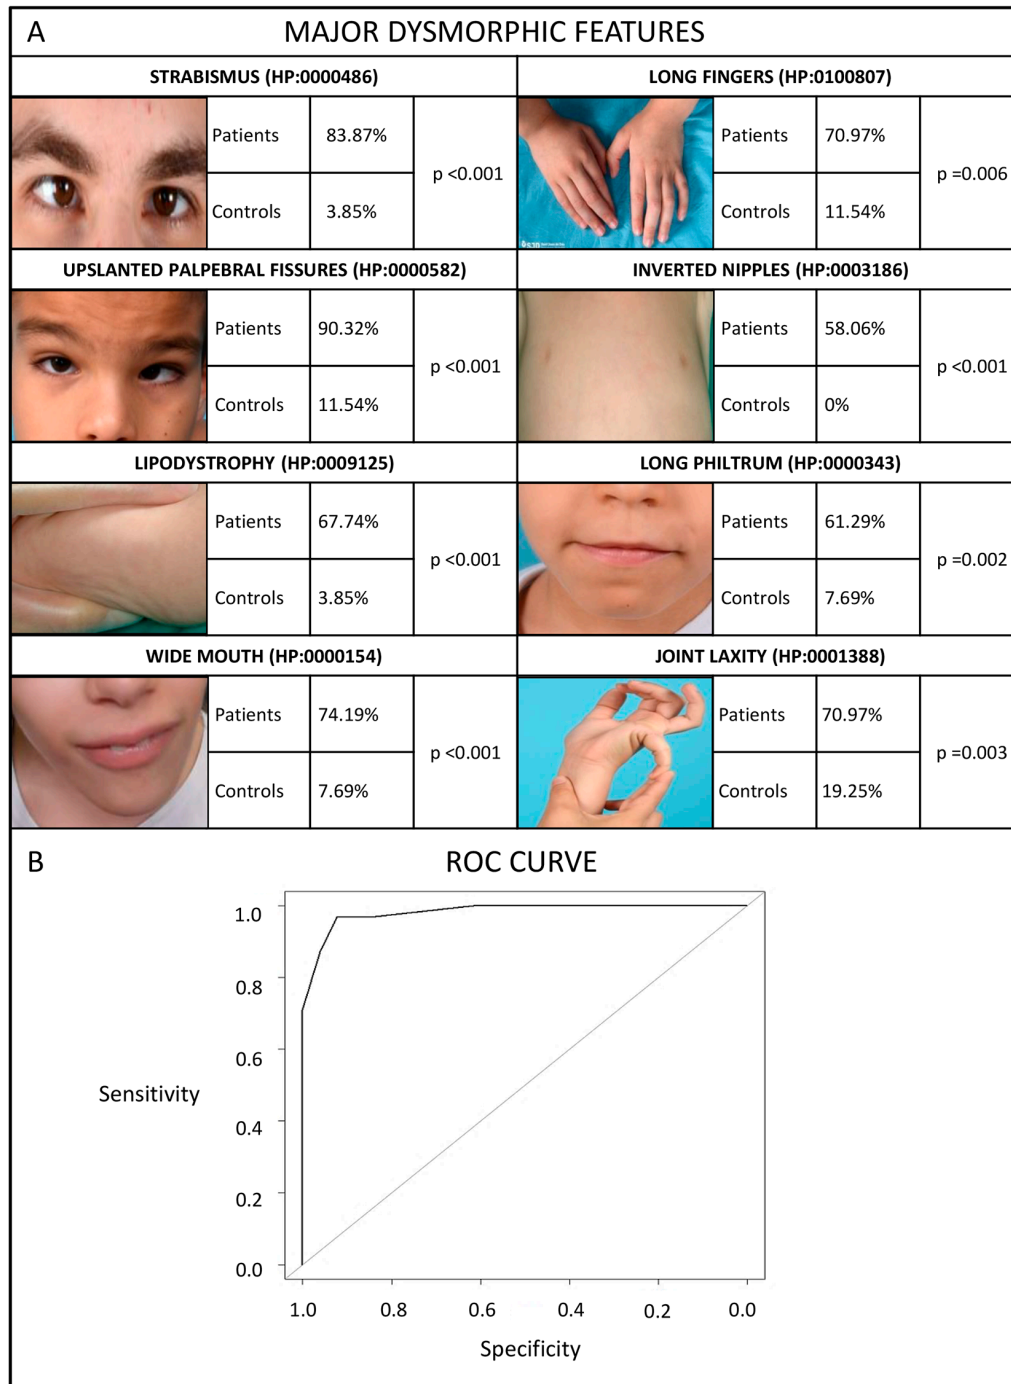 A
MAJOR DYSMORPHIC FEATURES
STRABISMUS (HP:0000486)
Patients 83.87%
p <0.001
Controls 3.85%
LONG FINGERS (HP:0100807)
Patients 70.97%
p =0.006
Controls 11.54%
UPSLANTED PALPEBRAL FISSURES (HP:0000582)
Patients 90.32%
p <0.001
Controls 11.54%
INVERTED NIPPLES (HP:0003186)
Patients 58.06%
p <0.001
Controls 0%
LIPODYSTROPHY (HP:0009125)
Patients 67.74%
p <0.001
Controls 3.85%
LONG PHILTRUM (HP:0000343)
Patients 61.29%
p =0.002
Controls 7.69%
WIDE MOUTH (HP:0000154)
Patients 74.19%
p <0.001
Controls 7.69%
JOINT LAXITY (HP:0001388)
Patients 70.97%
p =0.003
Controls 19.25%
B
ROC CURVE
1.0
0.8
0.6
0.4
0.2
0.0
Sensitivity
1.0 0.8 0.6 0.4 0.2 0.0
Specificity